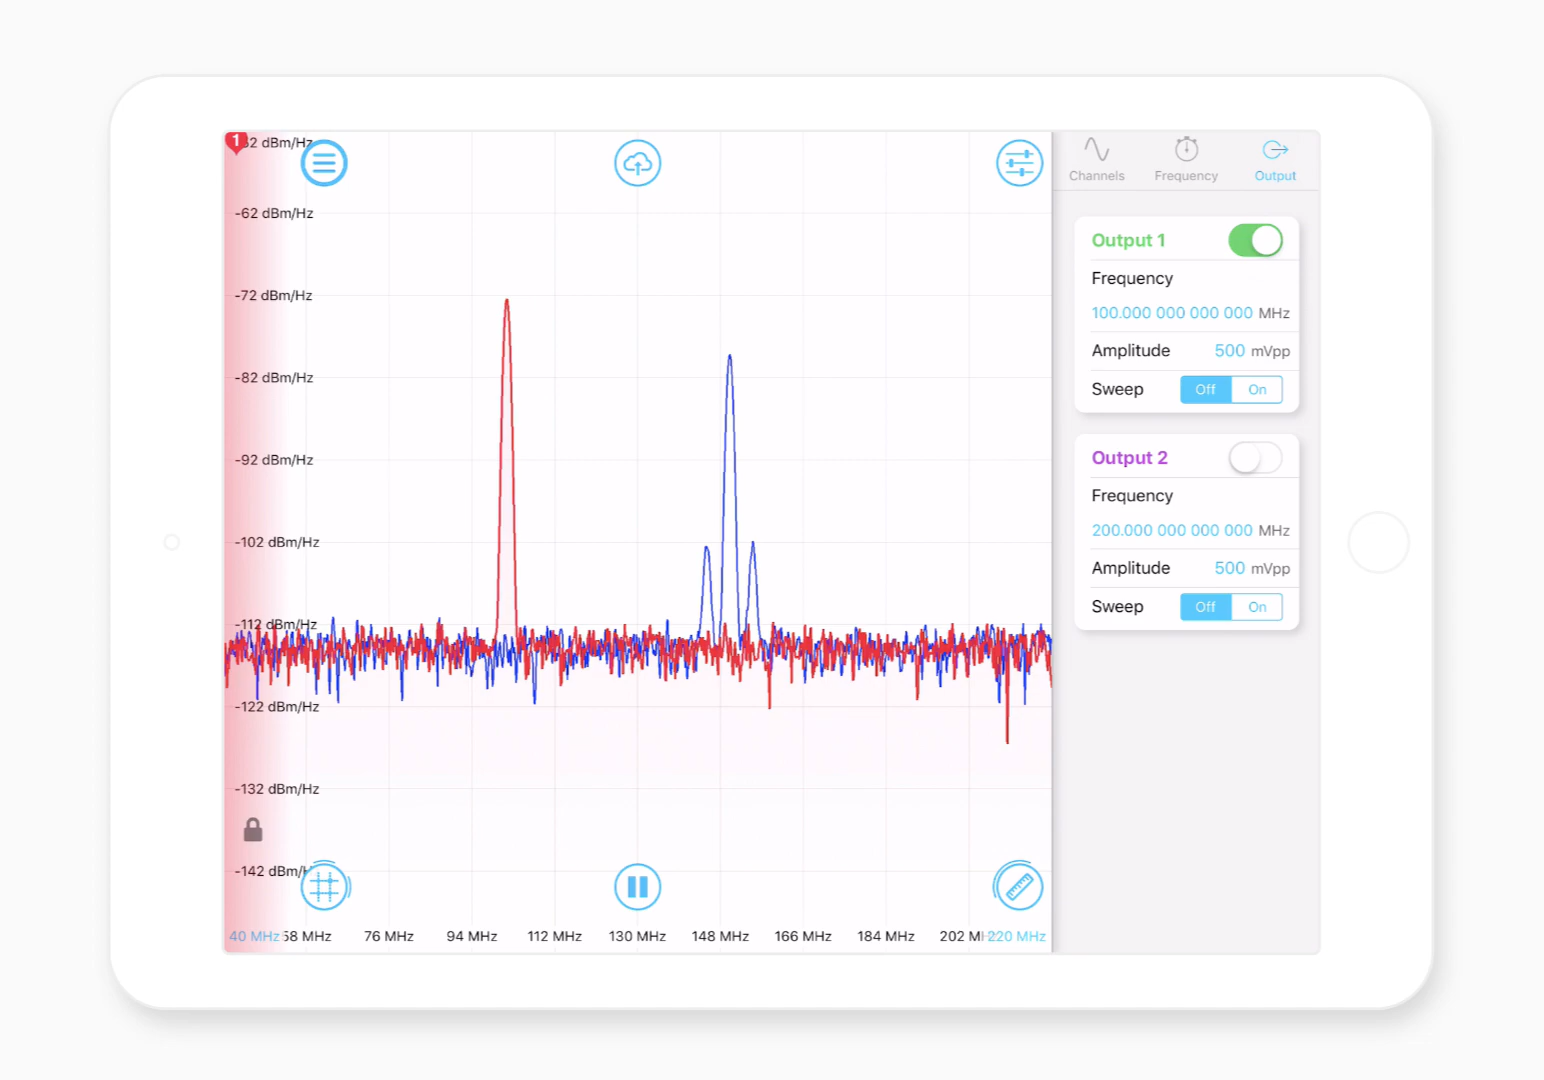 1
-52 dBm/Hz
-62 dBm/Hz
-72 dBm/Hz
-82 dBm/Hz
-92 dBm/Hz
-102 dBm/Hz
-112 dBm/Hz
-122 dBm/Hz
-132 dBm/Hz
-142 dBm/H
40 MHz 58 MHz 76 MHz 94 MHz 112 MHz 130 MHz 148 MHz 166 MHz 184 MHz 202 MHz 220 MHz
Channels Frequency Output
Output 1
Frequency
100.000 000 000 000 MHz
Amplitude 500 mVpp
Sweep Off On
Output 2
Frequency
200.000 000 000 000 MHz
Amplitude 500 mVpp
Sweep Off On